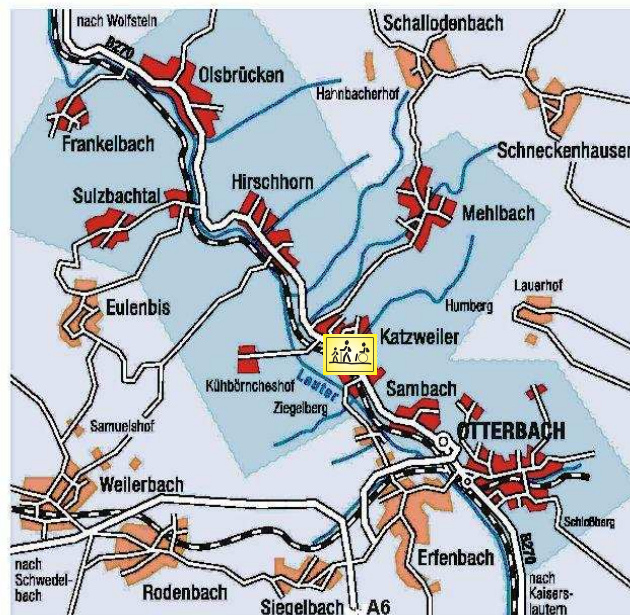 nach Wolfstein
B270
Schallodenbach
Olsbrücken
Hahnbacherhof
Frankelbach
Schneckenhausen
Hirschhorn
Sulzbachtal
Mehlbach
Lauerhof
Eulenbis
Humberg
Katzweiler
Kühbörncheshof
Lauter
Sambach
Ziegelberg
Samuelshof
OTTERBACH
Weilerbach
Schloßberg
nach
Schwedel-
bach
Erfenbach
B270
nach
Kaisers-
lautern
Rodenbach
Siegelbach
A6